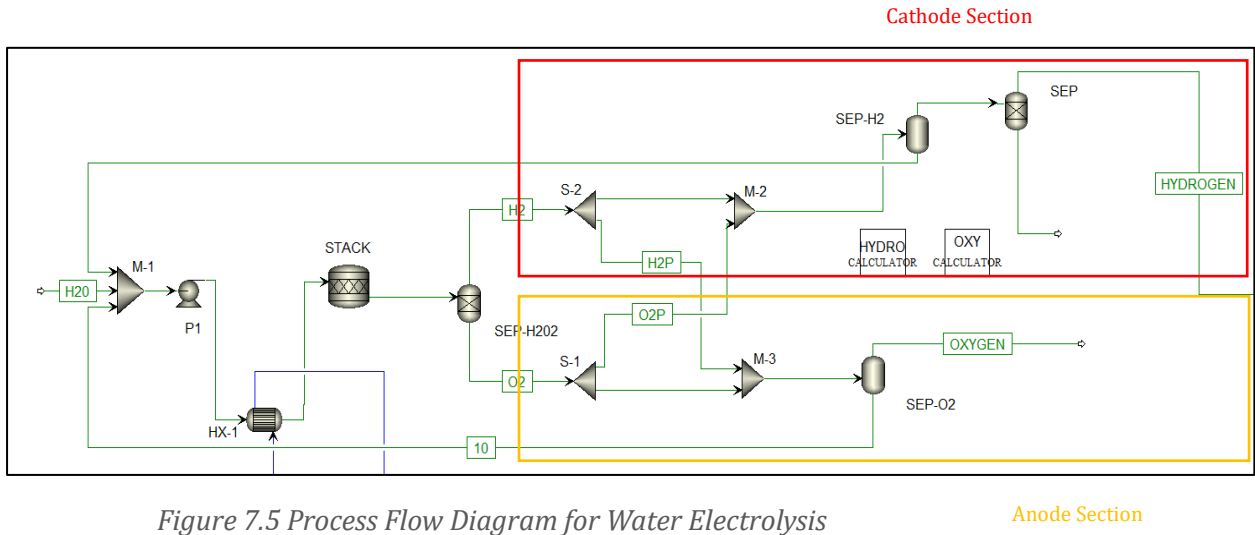 Cathode Section
SEP
SEP-H2
S-2
M-2
HYDROGEN
H2
STACK
HYDRO
CALCULATOR
OXY
CALCULATOR
H2P
M-1
H20
P1
SEP-H202
O2P
OXYGEN
S-1
M-3
O2
SEP-O2
HX-1
10
Figure 7.5 Process Flow Diagram for Water Electrolysis
Anode Section